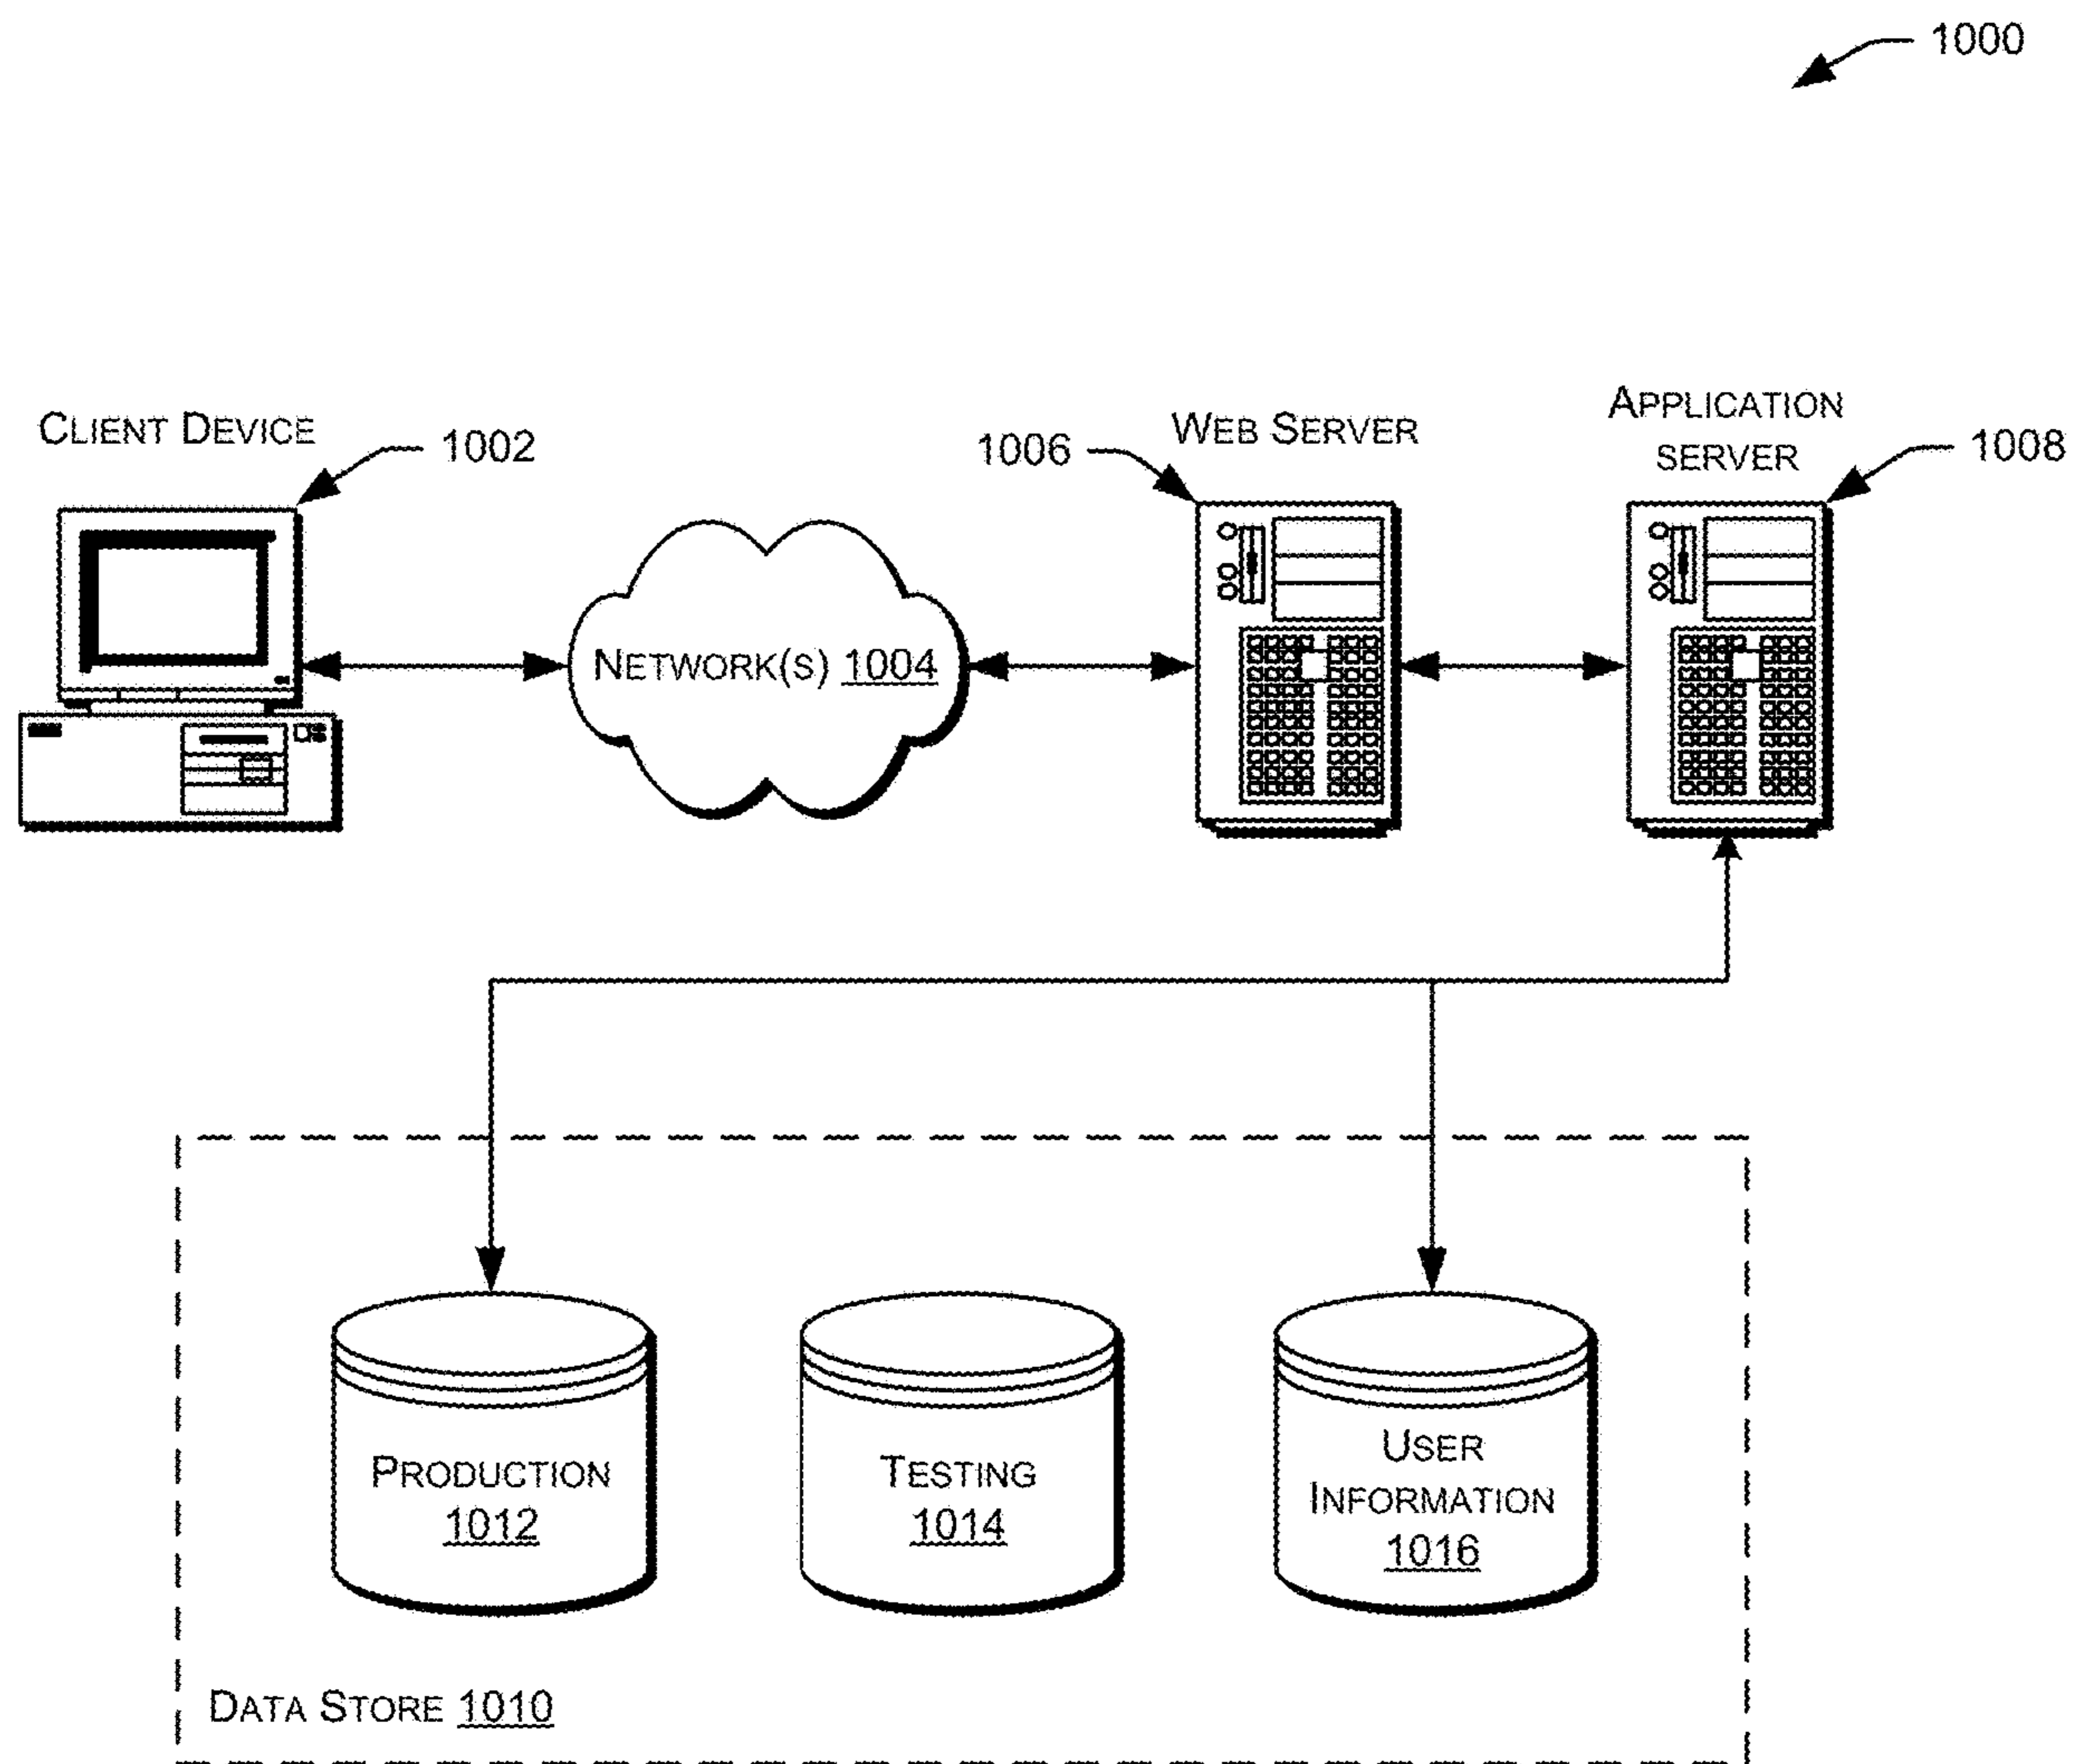 1000
CLIENT DEVICE
1002
1006
WEB SERVER
APPLICATION
SERVER
1008
NETWORK(S) 1004
PRODUCTION
1012
TESTING
1014
USER
INFORMATION
1016
DATA STORE 1010